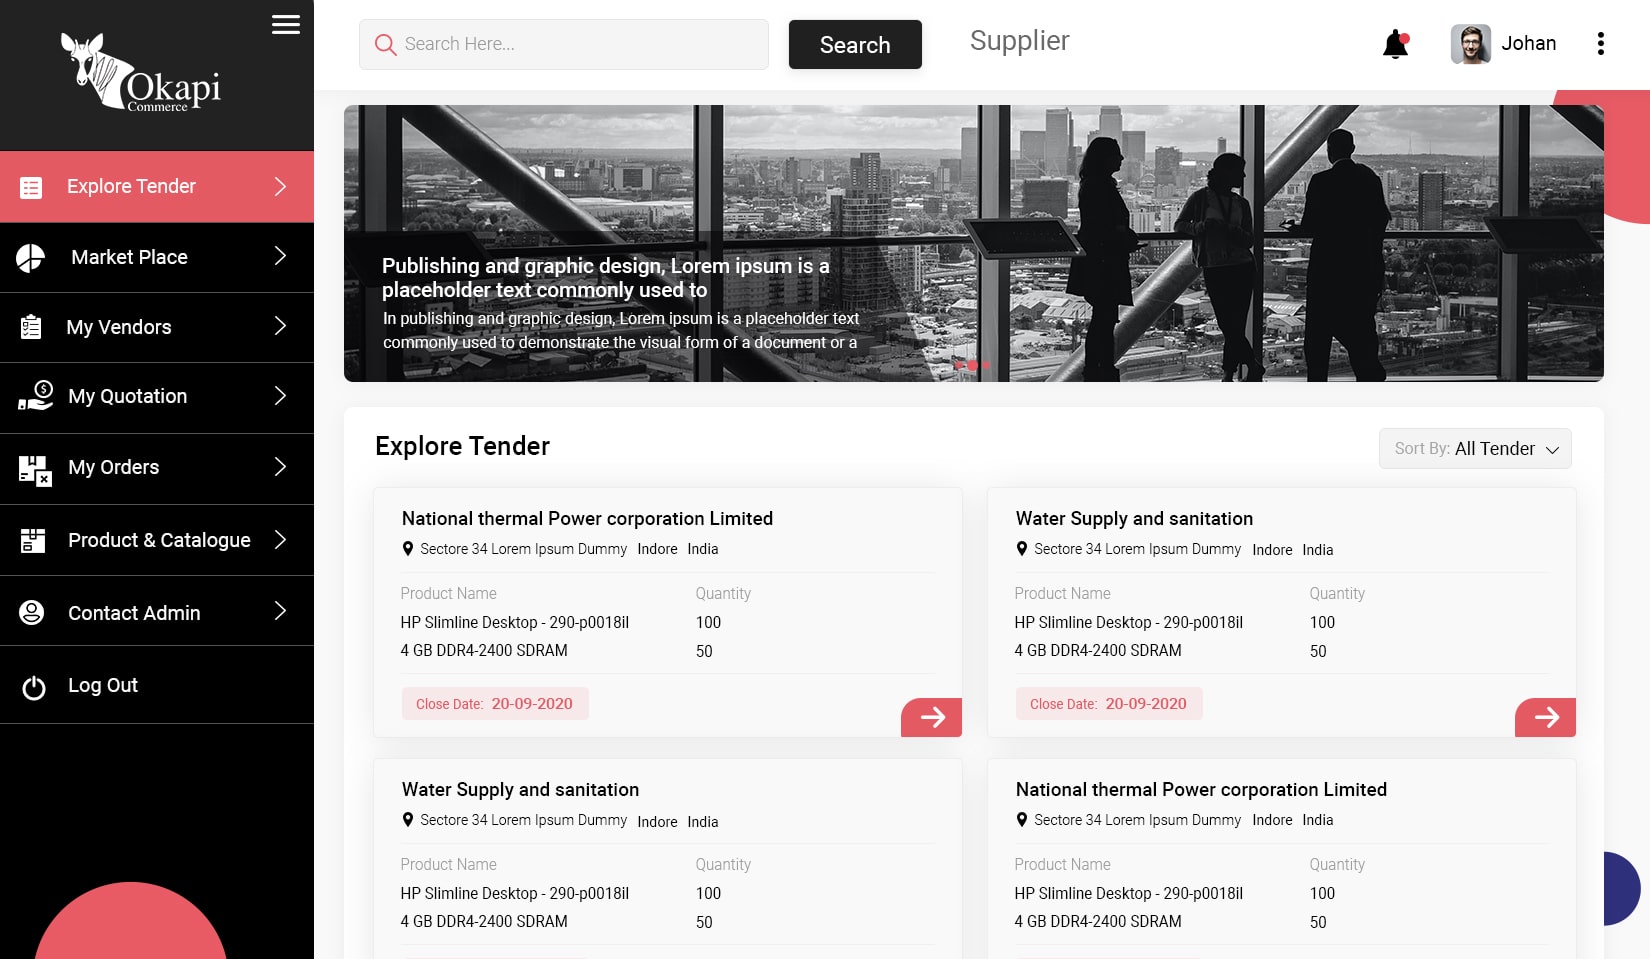 Okapi
Commerce
Explore Tender
Market Place
My Vendors
My Quotation
My Orders
Product & Catalogue
Contact Admin
Log Out
Search Here...
Search
Supplier
Johan
Publishing and graphic design, Lorem ipsum is a
placeholder text commonly used to
In publishing and graphic design, Lorem ipsum is a placeholder text
commonly used to demonstrate the visual form of a document or a
Explore Tender
Sort By: All Tender
National thermal Power corporation Limited
Sectore 34 Lorem Ipsum Dummy Indore India
Product Name Quantity
HP Slimline Desktop - 290-p0018il 100
4 GB DDR4-2400 SDRAM 50
Close Date: 20-09-2020
Water Supply and sanitation
Sectore 34 Lorem Ipsum Dummy Indore India
Product Name Quantity
HP Slimline Desktop - 290-p0018il 100
4 GB DDR4-2400 SDRAM 50
Close Date: 20-09-2020
Water Supply and sanitation
Sectore 34 Lorem Ipsum Dummy Indore India
Product Name Quantity
HP Slimline Desktop - 290-p0018il 100
4 GB DDR4-2400 SDRAM 50
National thermal Power corporation Limited
Sectore 34 Lorem Ipsum Dummy Indore India
Product Name Quantity
HP Slimline Desktop - 290-p0018il 100
4 GB DDR4-2400 SDRAM 50